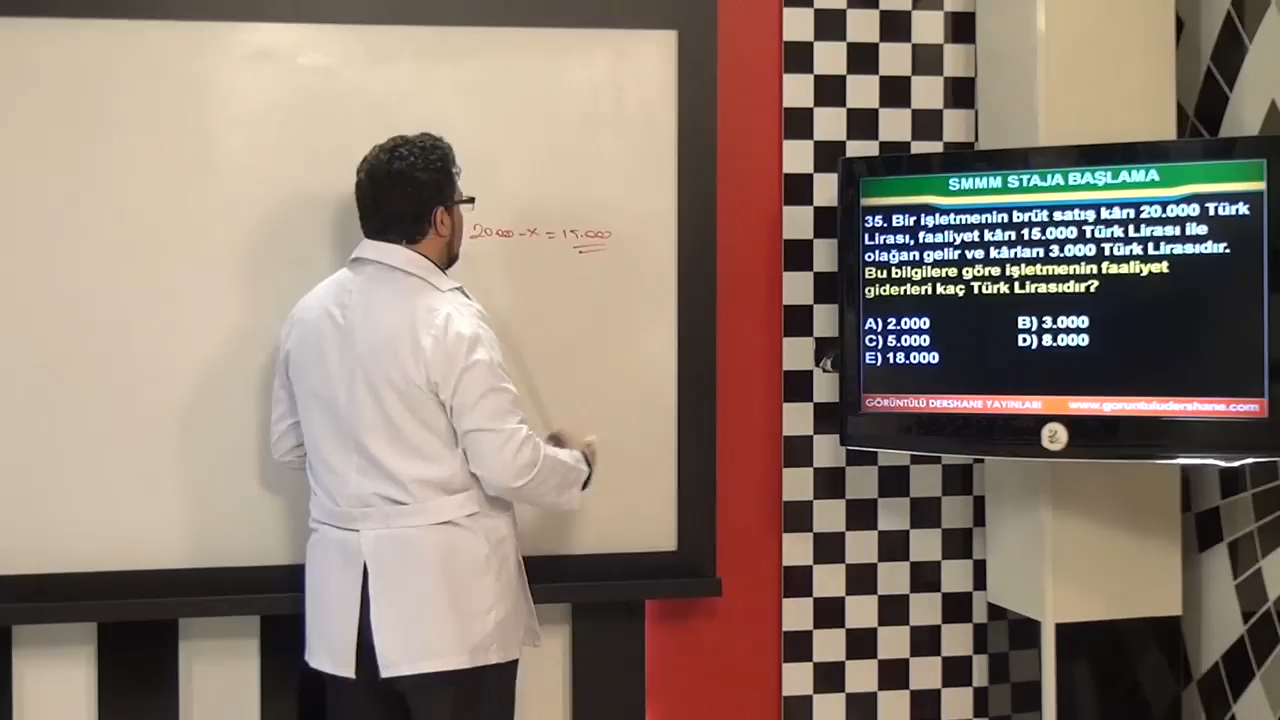 20.000 - x = 15.000
SMMM STAJA BAŞLAMA
35. Bir işletmenin brüt satış kârı 20.000 Türk
Lirası, faaliyet kârı 15.000 Türk Lirası ile
olağan gelir ve kârları 3.000 Türk Lirasıdır.
Bu bilgilere göre işletmenin faaliyet
giderleri kaç Türk Lirasıdır?
A) 2.000 B) 3.000
C) 5.000 D) 8.000
E) 18.000
GÖRÜNTÜLÜ DERSHANE YAYINLARI www.goruntuludershane.com